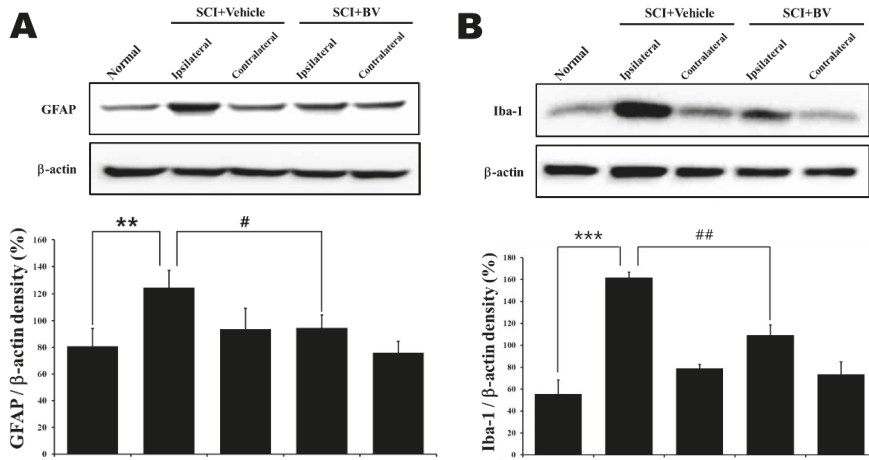 A
SCI+Vehicle
SCI+BV
Normal
Ipsilateral
Contralateral
Ipsilateral
Contralateral
GFAP
β-actin
**
#
GFAP / β-actin density (%)
160
140
120
100
80
60
40
20
0
B
SCI+Vehicle
SCI+BV
Normal
Ipsilateral
Contralateral
Ipsilateral
Contralateral
Iba-1
β-actin
***
##
Iba-1 / β-actin density (%)
180
160
140
120
100
80
60
40
20
0